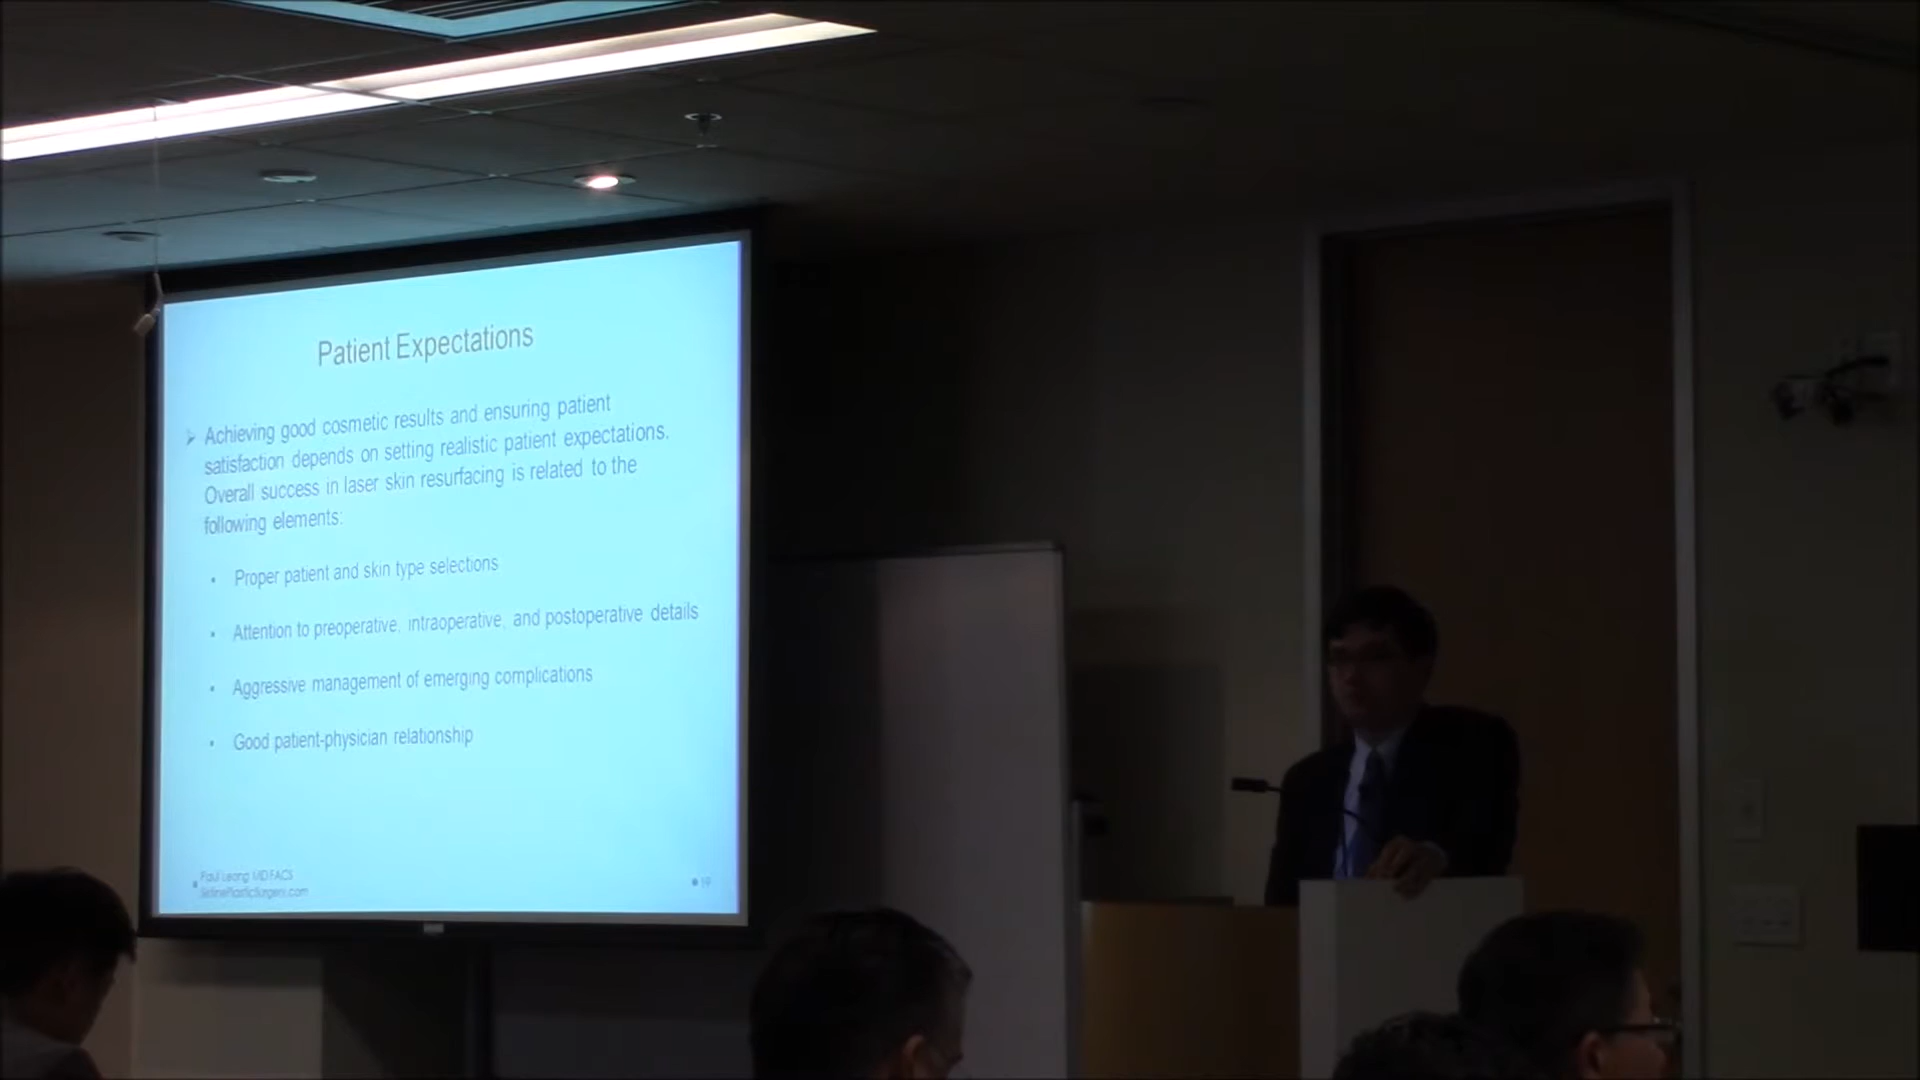 Patient Expectations
Achieving good cosmetic results and ensuring patient
satisfaction depends on setting realistic patient expectations.
Overall success in laser skin resurfacing is related to the
following elements:
Proper patient and skin type selections
Attention to preoperative, intraoperative, and postoperative details
Aggressive management of emerging complications
Good patient-physician relationship
Paul Leong MD FACS
19